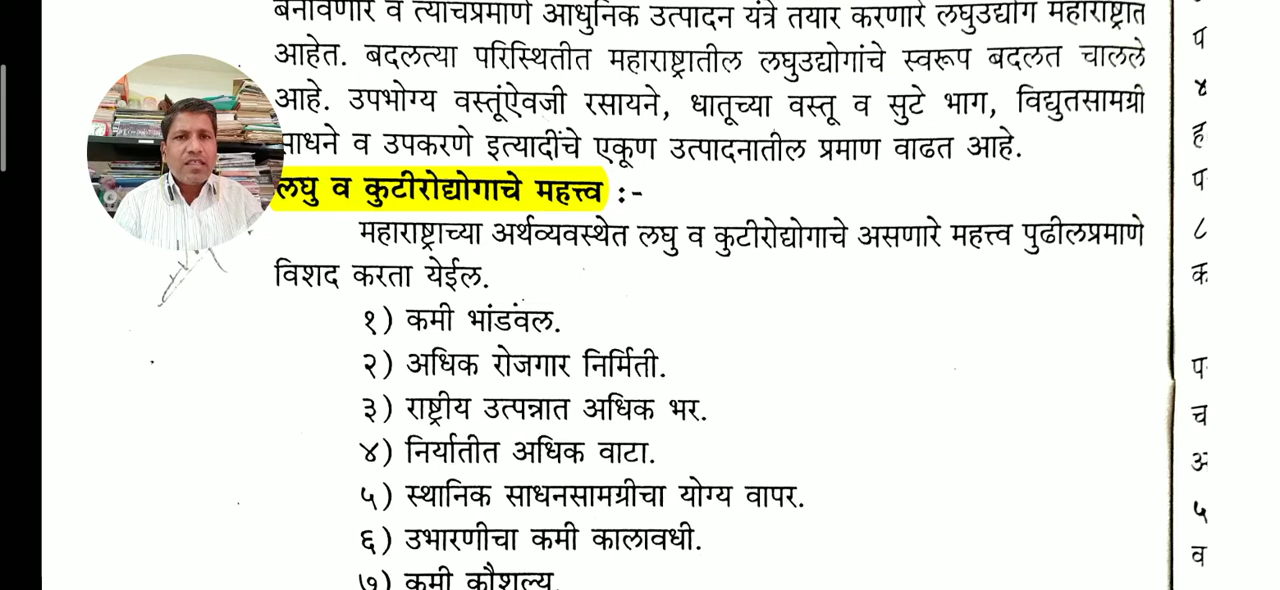 बनविणारे व त्याचप्रमाणे आधुनिक उत्पादन यंत्रे तयार करणारे लघुउद्योग महाराष्ट्रात
आहेत. बदलत्या परिस्थितीत महाराष्ट्रातील लघुउद्योगांचे स्वरूप बदलत चालले
आहे. उपभोग्य वस्तूंऐवजी रसायने, धातूच्या वस्तू व सुटे भाग, विद्युतसामग्री
साधने व उपकरणे इत्यादींचे एकूण उत्पादनातील प्रमाण वाढत आहे.
लघु व कुटीरोद्योगाचे महत्त्व :-
महाराष्ट्राच्या अर्थव्यवस्थेत लघु व कुटीरोद्योगाचे असणारे महत्त्व पुढीलप्रमाणे
विशद करता येईल.
१) कमी भांडवल.
२) अधिक रोजगार निर्मिती.
३) राष्ट्रीय उत्पन्नात अधिक भर.
४) निर्यातीत अधिक वाटा.
५) स्थानिक साधनसामग्रीचा योग्य वापर.
६) उभारणीचा कमी कालावधी.
७) कमी कौशल्य.